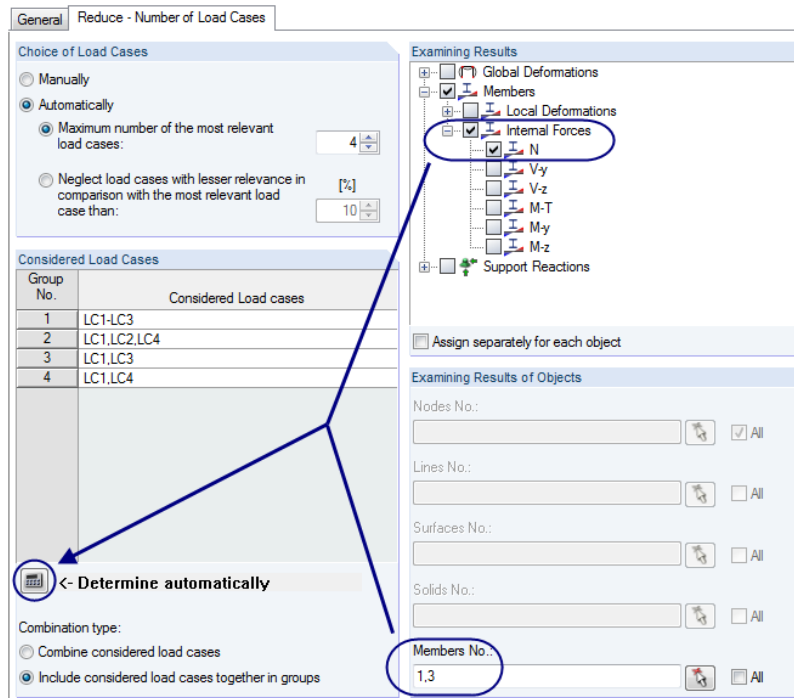 General
Reduce - Number of Load Cases
Choice of Load Cases
Manually
Automatically
Maximum number of the most relevant
load cases:
4
Neglect load cases with lesser relevance in
comparison with the most relevant load
case than:
[%]
10
Considered Load Cases
Group
No.
Considered Load cases
1 LC1-LC3
2 LC1,LC2,LC4
3 LC1,LC3
4 LC1,LC4
<- Determine automatically
Combination type:
Combine considered load cases
Include considered load cases together in groups
Examining Results
Global Deformations
Members
Local Deformations
Internal Forces
N
V-y
V-z
M-T
M-y
M-z
Support Reactions
Assign separately for each object
Examining Results of Objects
Nodes No.:
All
Lines No.:
All
Surfaces No.:
All
Solids No.:
All
Members No.:
1,3
All